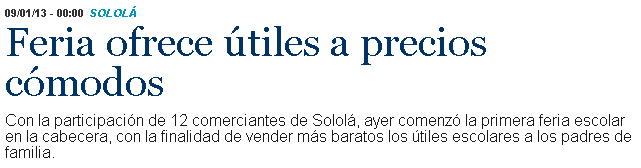 09/01/13 - 00:00 SOLOLÁ
Feria ofrece útiles a precios
cómodos
Con la participación de 12 comerciantes de Sololá, ayer comenzó la primera feria escolar
en la cabecera, con la finalidad de vender más baratos los útiles escolares a los padres de
familia.